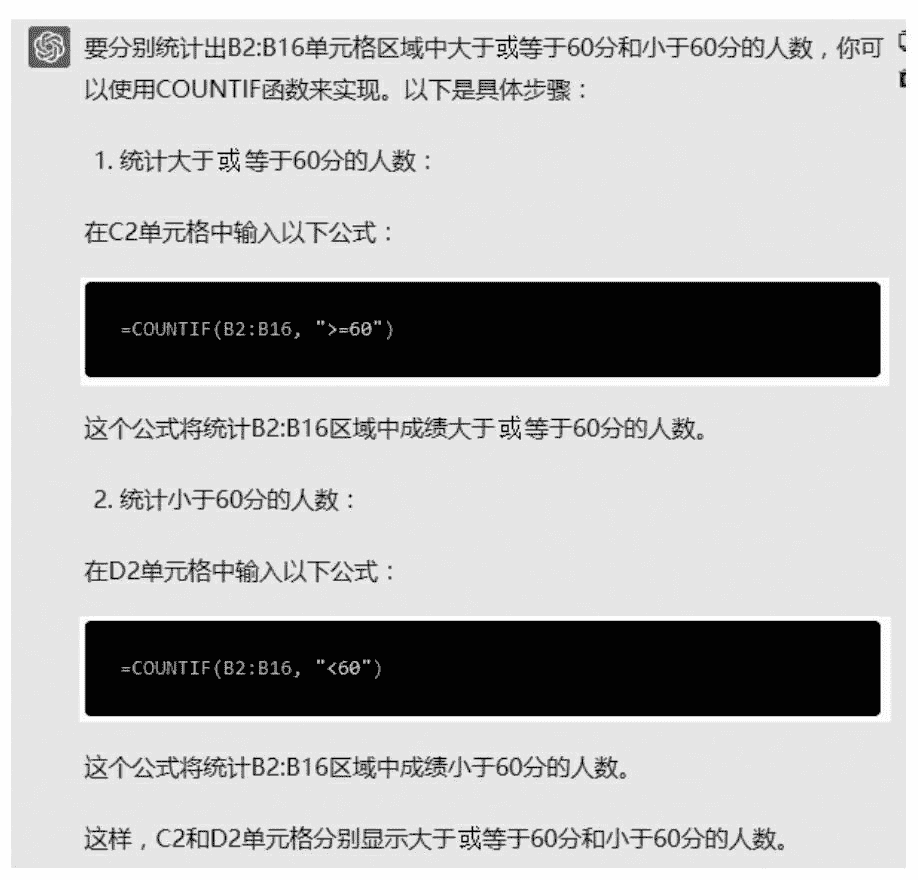 要分别统计出B2:B16单元格区域中大于或等于60分和小于60分的人数，你可
以使用COUNTIF函数来实现。以下是具体步骤：
1. 统计大于或等于60分的人数：
在C2单元格中输入以下公式：
=COUNTIF(B2:B16, ">=60")
这个公式将统计B2:B16区域中成绩大于或等于60分的人数。
2. 统计小于60分的人数：
在D2单元格中输入以下公式：
=COUNTIF(B2:B16, "<60")
这个公式将统计B2:B16区域中成绩小于60分的人数。
这样，C2和D2单元格分别显示大于或等于60分和小于60分的人数。